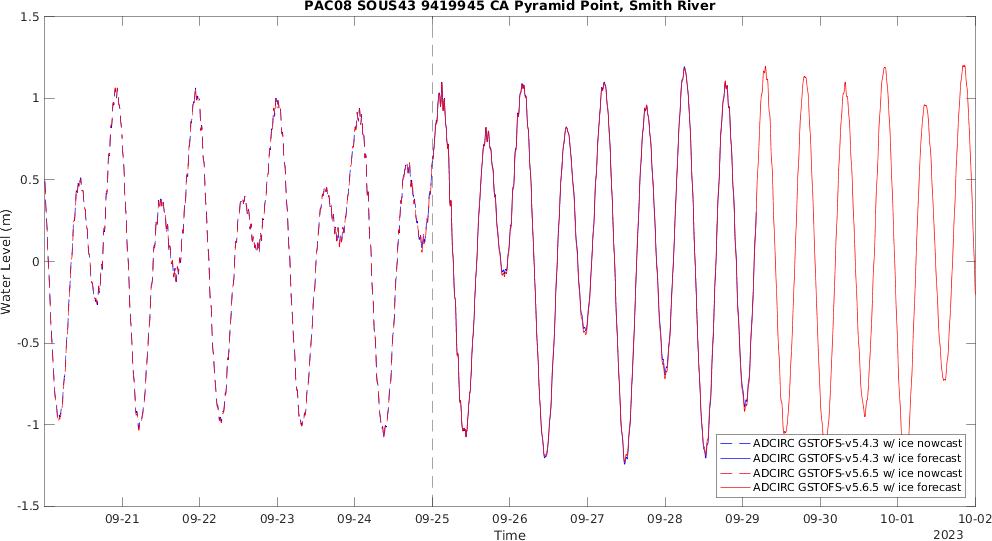 PAC08 SOUS43 9419945 CA Pyramid Point, Smith River
1.5
1
0.5
0
-0.5
-1
-1.5
Water Level (m)
ADCIRC GSTOFS-v5.4.3 w/ ice nowcast
ADCIRC GSTOFS-v5.4.3 w/ ice forecast
ADCIRC GSTOFS-v5.6.5 w/ ice nowcast
ADCIRC GSTOFS-v5.6.5 w/ ice forecast
09-21 09-22 09-23 09-24 09-25 09-26 09-27 09-28 09-29 09-30 10-01 10-02
Time
2023